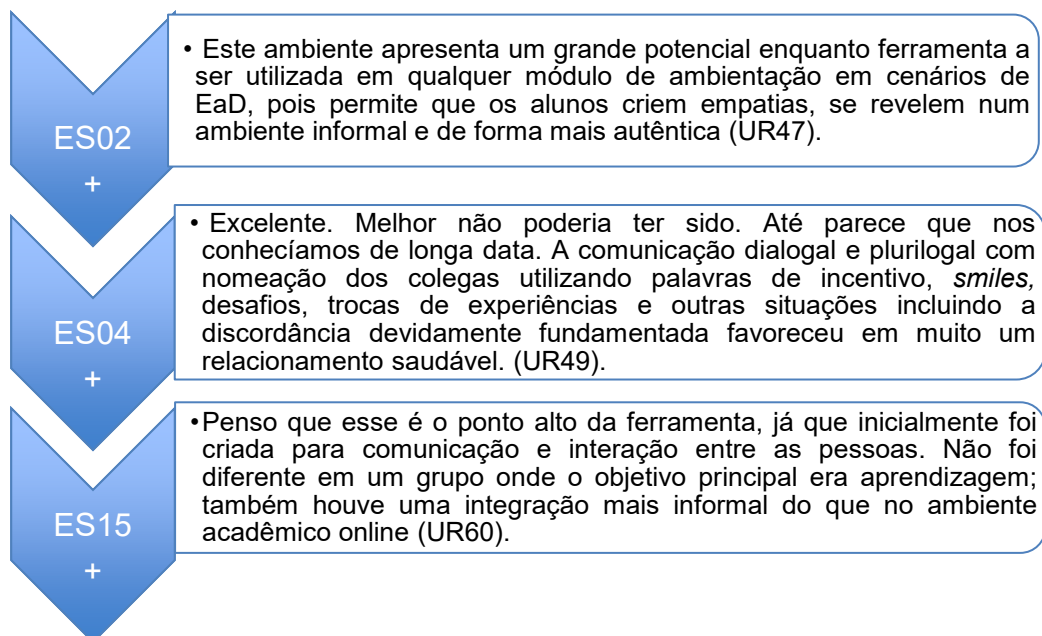 ES02
+
• Este ambiente apresenta um grande potencial enquanto ferramenta a
ser utilizada em qualquer módulo de ambientação em cenários de
EaD, pois permite que os alunos criem empatias, se revelem num
ambiente informal e de forma mais autêntica (UR47).
ES04
+
• Excelente. Melhor não poderia ter sido. Até parece que nos
conhecíamos de longa data. A comunicação dialogal e plurilogal com
nomeação dos colegas utilizando palavras de incentivo, smiles,
desafios, trocas de experiências e outras situações incluindo a
discordância devidamente fundamentada favoreceu em muito um
relacionamento saudável. (UR49).
ES15
+
•Penso que esse é o ponto alto da ferramenta, já que inicialmente foi
criada para comunicação e interação entre as pessoas. Não foi
diferente em um grupo onde o objetivo principal era aprendizagem;
também houve uma integração mais informal do que no ambiente
acadêmico online (UR60).